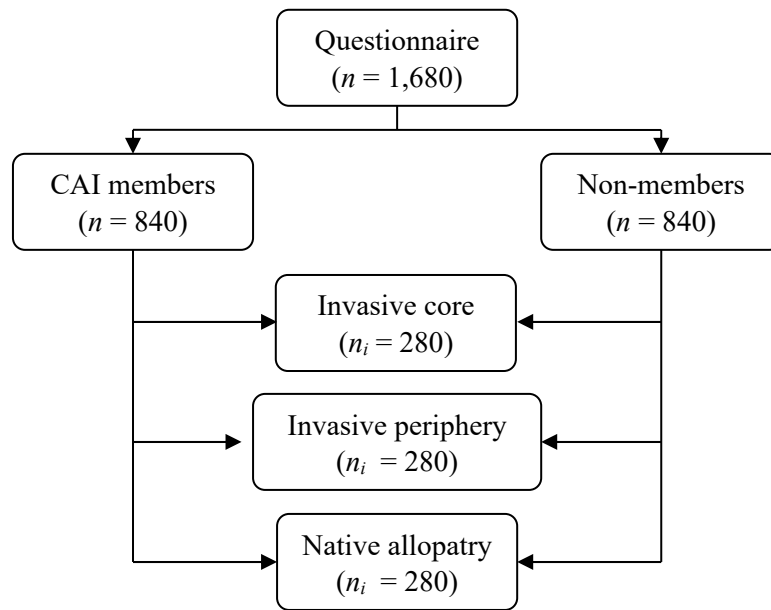 Questionnaire
(n = 1,680)
CAI members
(n = 840)
Non-members
(n = 840)
Invasive core
(nᵢ = 280)
Invasive periphery
(nᵢ = 280)
Native allopatry
(nᵢ = 280)